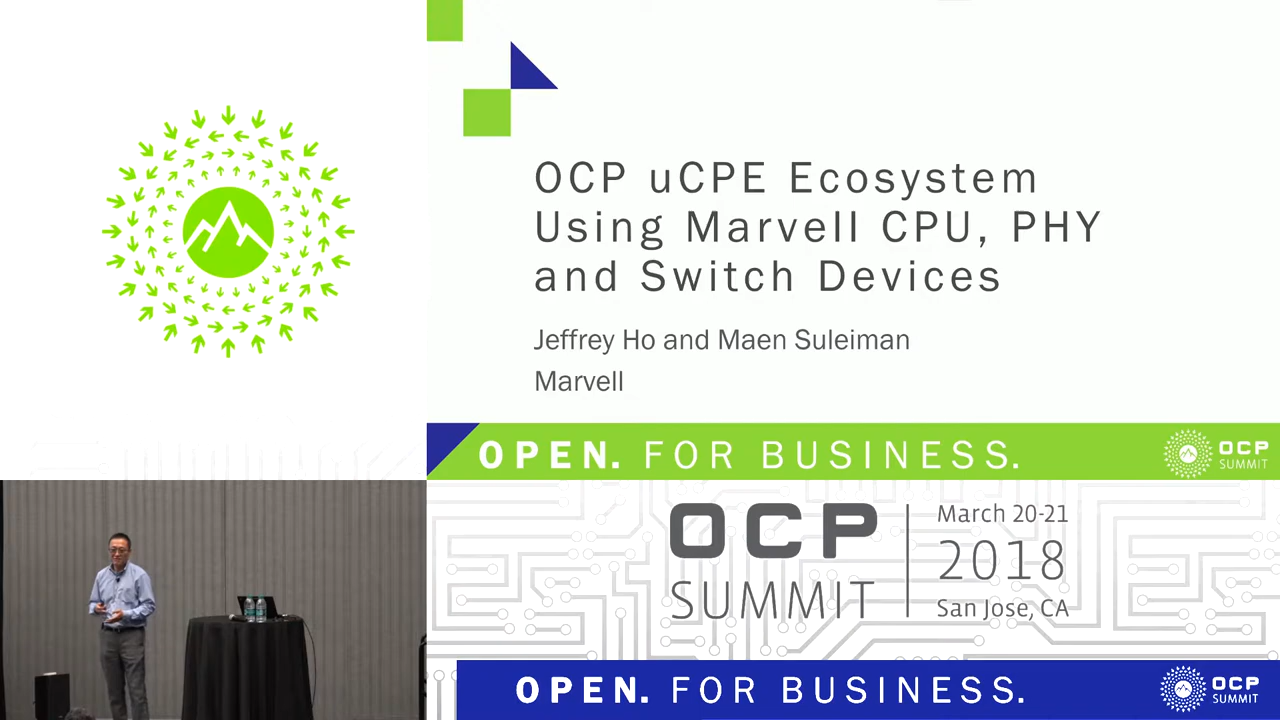 OCP uCPE Ecosystem
Using Marvell CPU, PHY
and Switch Devices
Jeffrey Ho and Maen Suleiman
Marvell
OPEN. FOR BUSINESS.
OCP
SUMMIT
OCP
SUMMIT
March 20-21
2018
San Jose, CA
OPEN. FOR BUSINESS.
OCP
SUMMIT